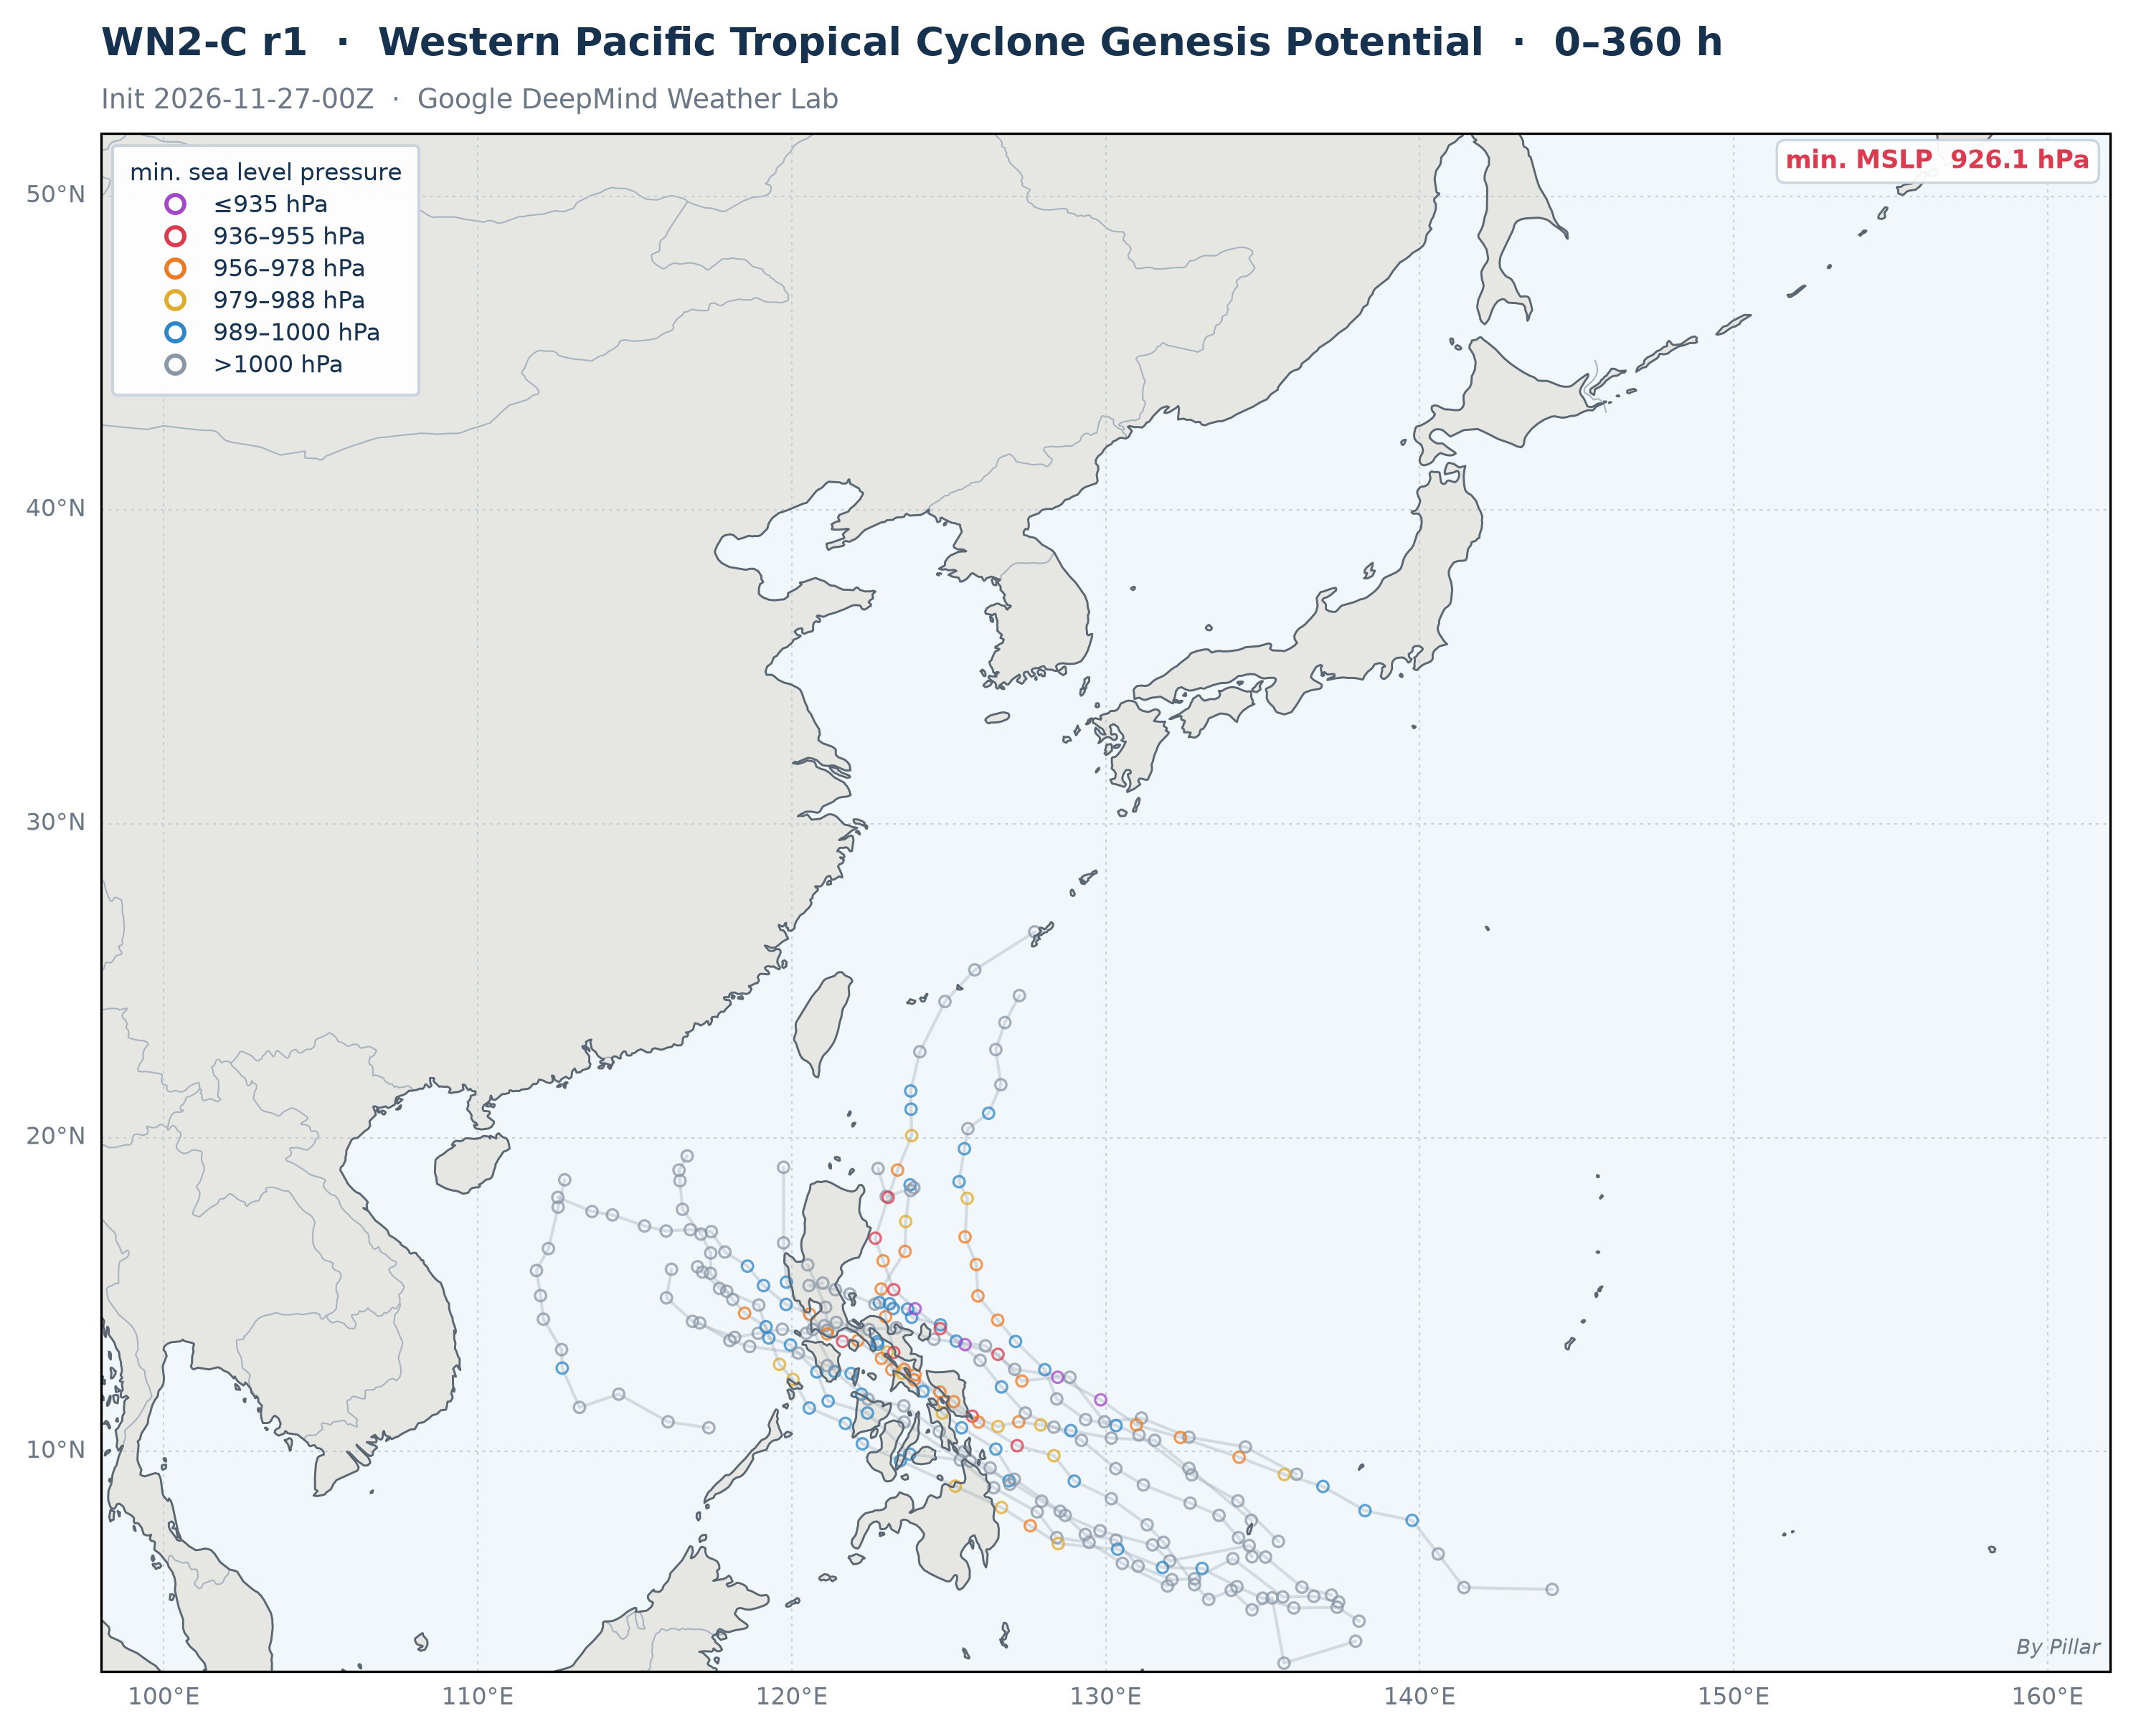 WN2-C r1 · Western Pacific Tropical Cyclone Genesis Potential · 0–360 h
Init 2026-11-27-00Z · Google DeepMind Weather Lab
min. sea level pressure
≤935 hPa
936–955 hPa
956–978 hPa
979–988 hPa
989–1000 hPa
>1000 hPa
min. MSLP 926.1 hPa
50°N
40°N
30°N
20°N
10°N
By Pillar
100°E 110°E 120°E 130°E 140°E 150°E 160°E